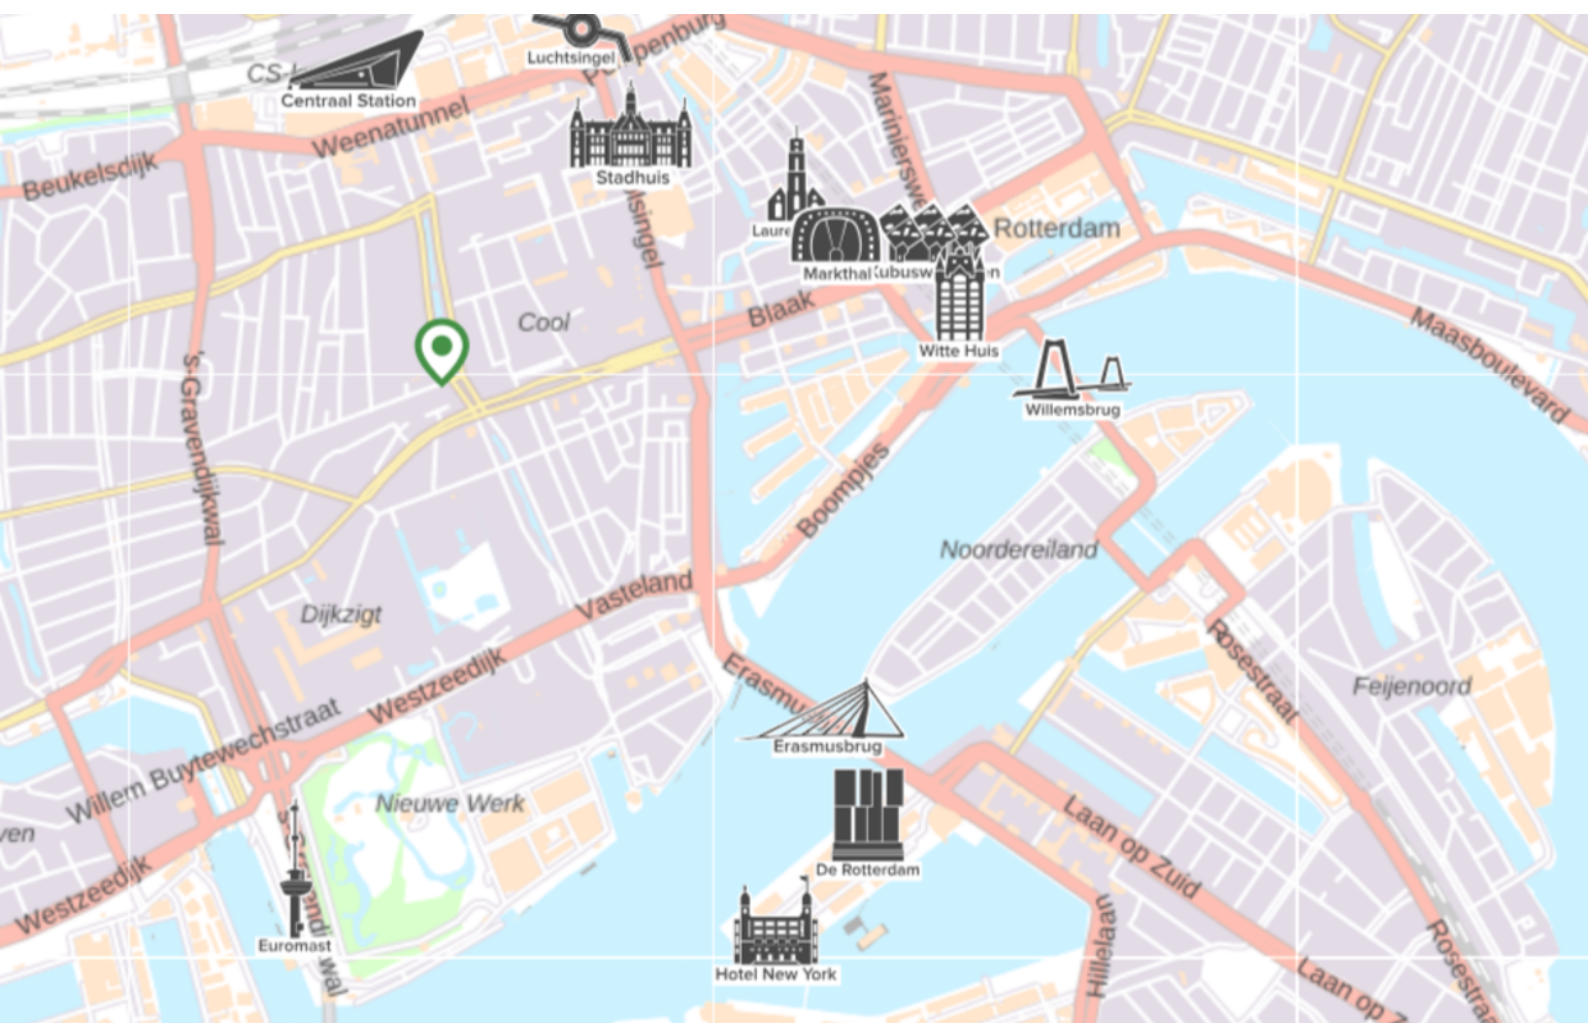 Luchtsingel
CS-
Centraal Station
Weenatunnel
Beukelsdijk
Stadhuis
Rotterdam
Markthal
Blaak
Cool
Witte Huis
Willemsbrug
Maasboulevard
's-Gravendijkwal
Boompjes
Noordereiland
Vasteland
Dijkzigt
Westzeedijk
Rosestraat
Feijenoord
Willem Buytewechstraat
Erasmusbrug
Nieuwe Werk
Laan op Zuid
De Rotterdam
Westzeedijk
Euromast
Hotel New York
Hillelaan